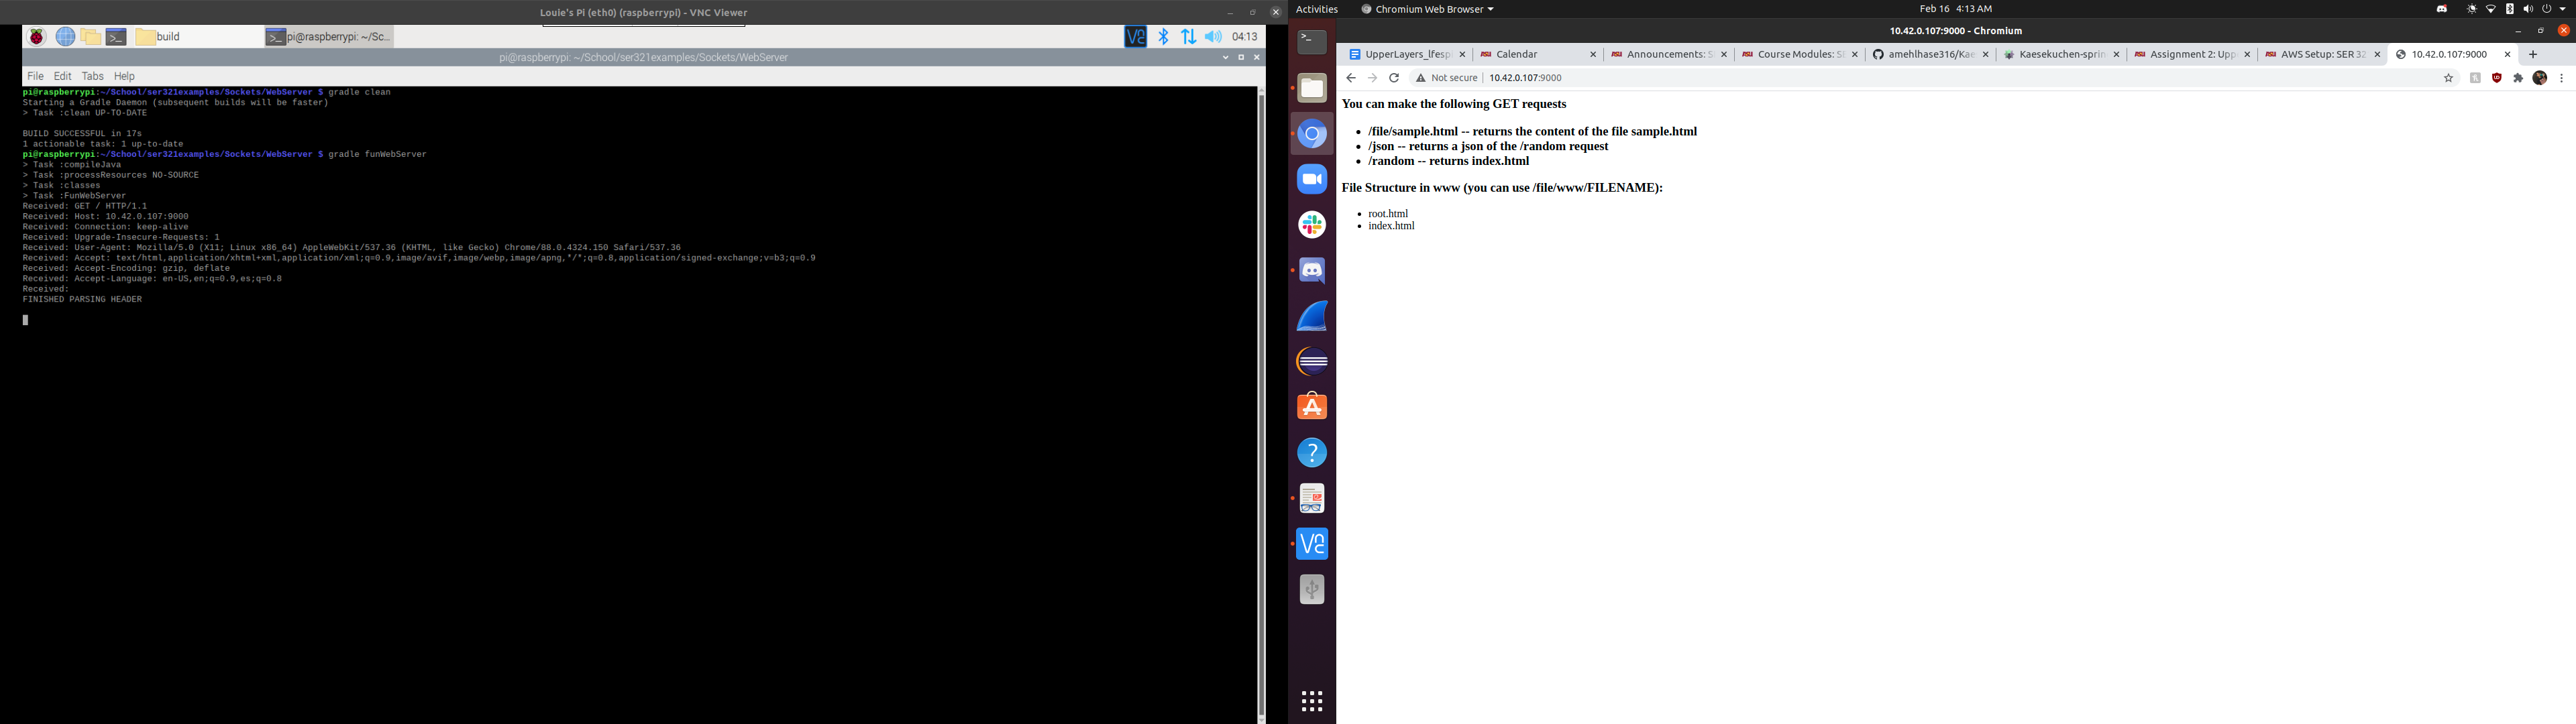 Louie's Pi (eth0) (raspberrypi) - VNC Viewer
build
pi@raspberrypi: ~/Sc...
04:13
pi@raspberrypi: ~/School/ser321examples/Sockets/WebServer
File Edit Tabs Help
pi@raspberrypi:~/School/ser321examples/Sockets/WebServer $ gradle clean
Starting a Gradle Daemon (subsequent builds will be faster)
> Task :clean UP-TO-DATE
BUILD SUCCESSFUL in 17s
1 actionable task: 1 up-to-date
pi@raspberrypi:~/School/ser321examples/Sockets/WebServer $ gradle funWebServer
> Task :compileJava
> Task :processResources NO-SOURCE
> Task :classes
> Task :FunWebServer
Received: GET / HTTP/1.1
Received: Host: 10.42.0.107:9000
Received: Connection: keep-alive
Received: Upgrade-Insecure-Requests: 1
Received: User-Agent: Mozilla/5.0 (X11; Linux x86_64) AppleWebKit/537.36 (KHTML, like Gecko) Chrome/88.0.4324.150 Safari/537.36
Received: Accept: text/html,application/xhtml+xml,application/xml;q=0.9,image/avif,image/webp,image/apng,*/*;q=0.8,application/signed-exchange;v=b3;q=0.9
Received: Accept-Encoding: gzip, deflate
Received: Accept-Language: en-US,en;q=0.9,es;q=0.8
Received:
FINISHED PARSING HEADER
Activities
Chromium Web Browser
Feb 16 4:13 AM
10.42.0.107:9000 - Chromium
UpperLayers_lfesp
Calendar
Announcements: S
Course Modules: S
amehlhase316/Kae
Kaesekuchen-sprin
Assignment 2: Upp
AWS Setup: SER 32
10.42.0.107:9000
Not secure
10.42.0.107:9000
You can make the following GET requests
/file/sample.html -- returns the content of the file sample.html
/json -- returns a json of the /random request
/random -- returns index.html
File Structure in www (you can use /file/www/FILENAME):
root.html
index.html